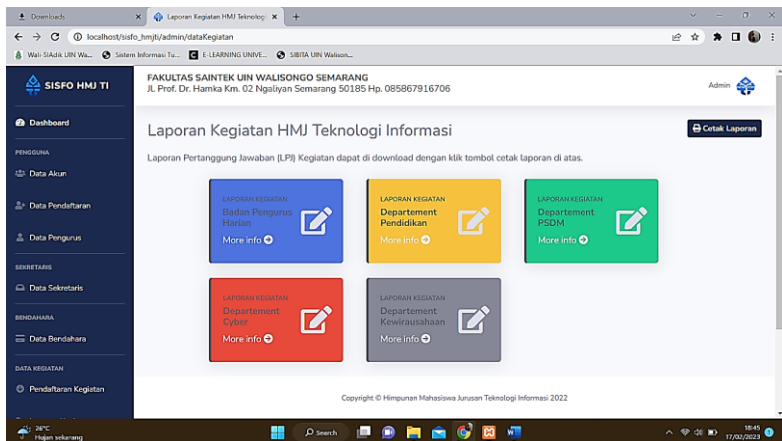 Downloads
Laporan Kegiatan HMJ Teknologi
localhost/sisfo_hmjti/admin/dataKegiatan
Wali-SIAdik UIN Wa...
Sistem Informasi Tu...
E-LEARNING UNIVE...
SIBITA UIN Walison...
SISFO HMJ TI
FAKULTAS SAINTEK UIN WALISONGO SEMARANG
Jl. Prof. Dr. Hamka Km. 02 Ngaliyan Semarang 50185 Hp. 085867916706
Admin
Dashboard
Laporan Kegiatan HMJ Teknologi Informasi
Cetak Laporan
Laporan Pertanggung Jawaban (LPJ) Kegiatan dapat di download dengan klik tombol cetak laporan di atas.
PENGGUNA
Data Akun
Data Pendaftaran
Data Pengurus
SEKRETARIS
Data Sekretaris
BENDAHARA
Data Bendahara
DATA KEGIATAN
Pendaftaran Kegiatan
LAPORAN KEGIATAN
Badan Pengurus
Harian
More info
LAPORAN KEGIATAN
Departement
Pendidikan
More info
LAPORAN KEGIATAN
Departement
PSDM
More info
LAPORAN KEGIATAN
Departement
Cyber
More info
LAPORAN KEGIATAN
Departement
Kewirausahaan
More info
Copyright © Himpunan Mahasiswa Jurusan Teknologi Informasi 2022
26°C
Hujan sekarang
Search
18:45
17/02/2023